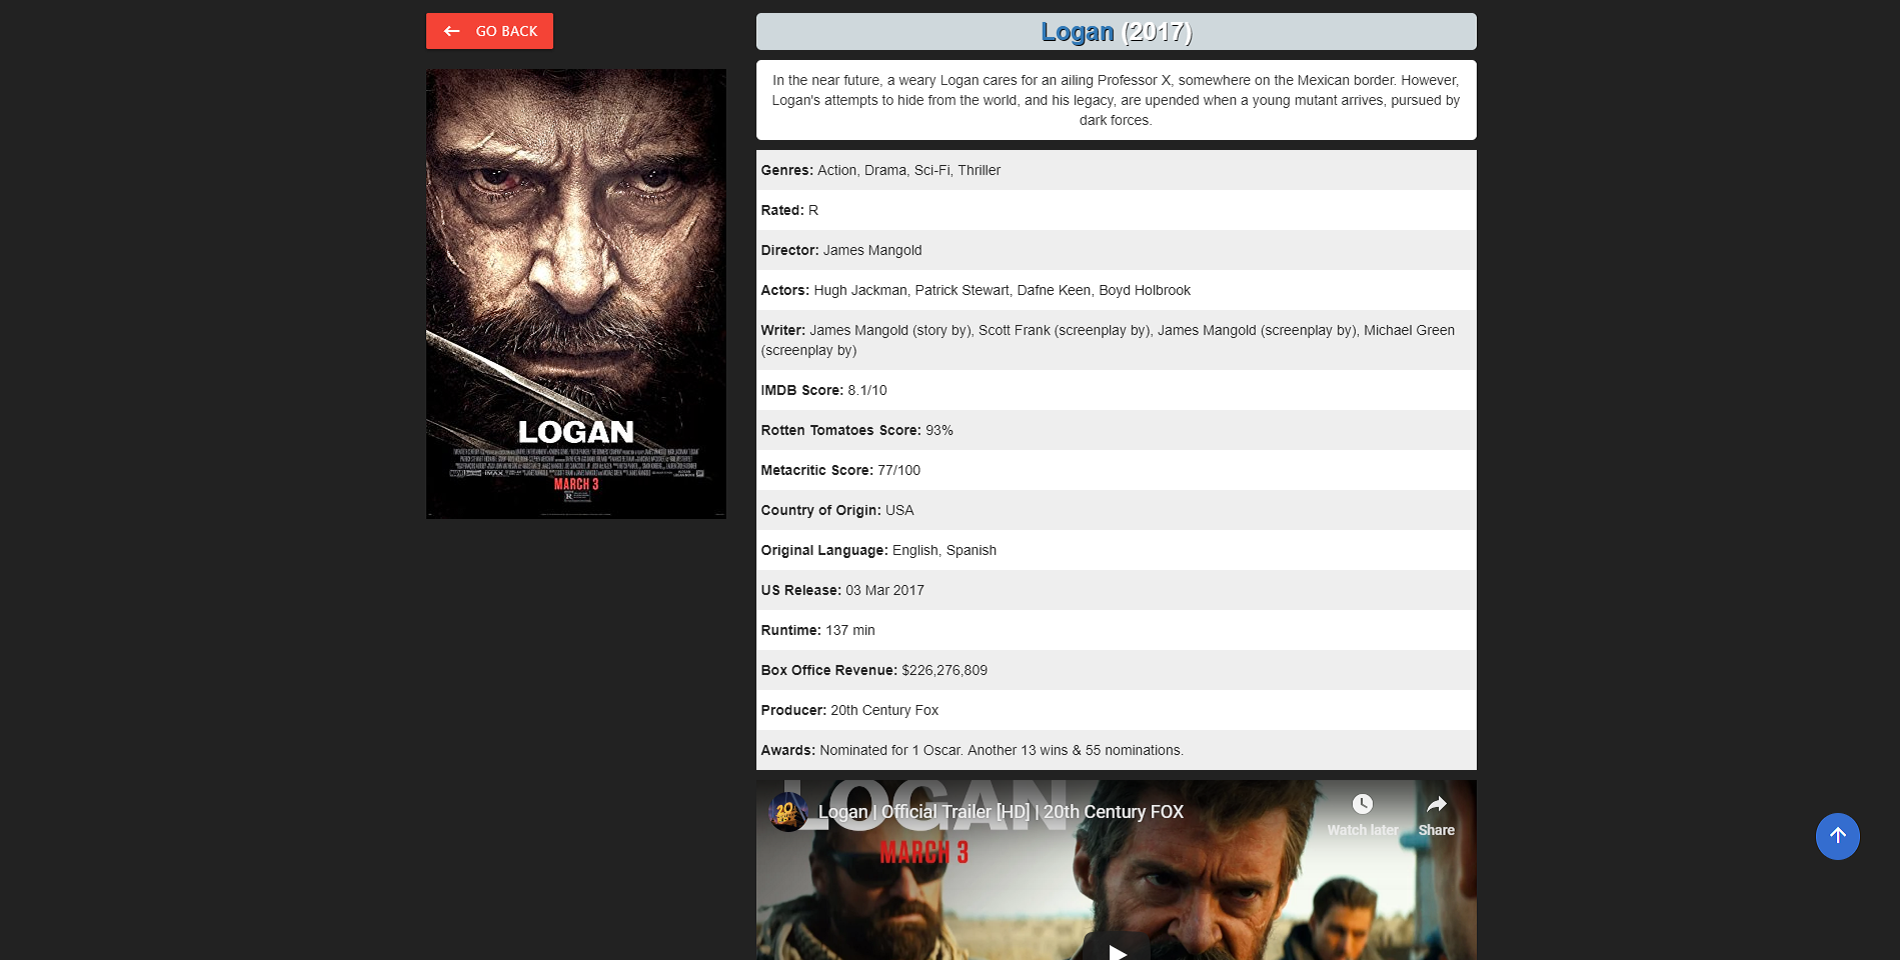 GO BACK
LOGAN
MARCH 3
R
Logan (2017)
In the near future, a weary Logan cares for an ailing Professor X, somewhere on the Mexican border. However,
Logan's attempts to hide from the world, and his legacy, are upended when a young mutant arrives, pursued by
dark forces.
Genres: Action, Drama, Sci-Fi, Thriller
Rated: R
Director: James Mangold
Actors: Hugh Jackman, Patrick Stewart, Dafne Keen, Boyd Holbrook
Writer: James Mangold (story by), Scott Frank (screenplay by), James Mangold (screenplay by), Michael Green
(screenplay by)
IMDB Score: 8.1/10
Rotten Tomatoes Score: 93%
Metacritic Score: 77/100
Country of Origin: USA
Original Language: English, Spanish
US Release: 03 Mar 2017
Runtime: 137 min
Box Office Revenue: $226,276,809
Producer: 20th Century Fox
Awards: Nominated for 1 Oscar. Another 13 wins & 55 nominations.
LOGAN
Logan | Official Trailer [HD] | 20th Century FOX
Watch later
Share
MARCH 3